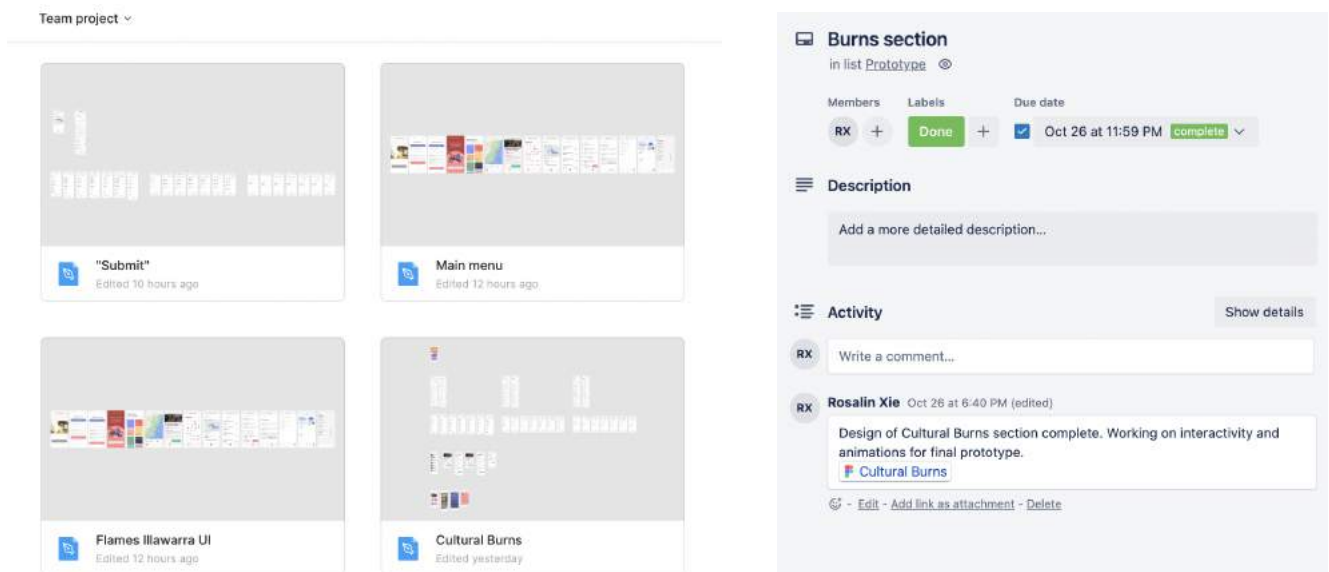 Team project
"Submit"
Edited 10 hours ago
Main menu
Edited 12 hours ago
Flames Illawarra UI
Edited 12 hours ago
Cultural Burns
Edited yesterday
Burns section
in list Prototype
Members Labels Due date
RX + Done + Oct 26 at 11:59 PM complete
Description
Add a more detailed description...
Activity Show details
RX Write a comment...
RX Rosalin Xie Oct 26 at 6:40 PM (edited)
Design of Cultural Burns section complete. Working on interactivity and
animations for final prototype.
Cultural Burns
- Edit - Add link as attachment - Delete